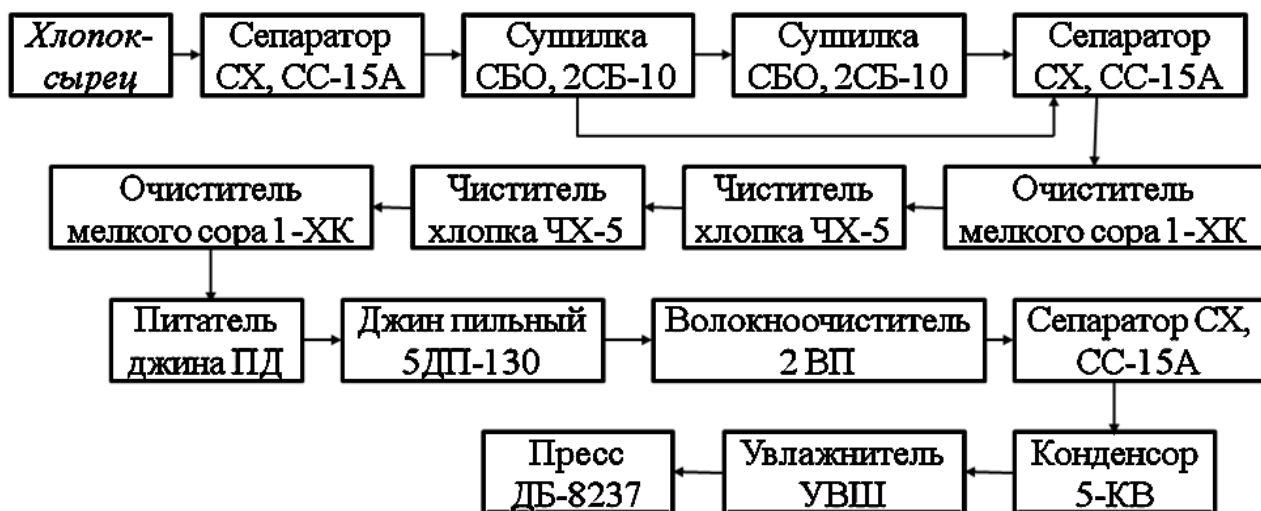 Хлопок-
сырец
Сепаратор
СХ, СС-15А
Сушилка
СБО, 2СБ-10
Сушилка
СБО, 2СБ-10
Сепаратор
СХ, СС-15А
Очиститель
мелкого сора 1-ХК
Чиститель
хлопка ЧХ-5
Чиститель
хлопка ЧХ-5
Очиститель
мелкого сора 1-ХК
Питатель
джина ПД
Джин пильный
5ДП-130
Волокноочиститель
2 ВП
Сепаратор СХ,
СС-15А
Пресс
ДБ-8237
Увлажнитель
УВШ
Конденсор
5-КВ